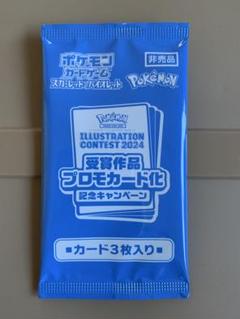 ポケモン
カードゲーム
スカーレット&バイオレット
非売品
Pokémon
Pokémon
ILLUSTRATION
CONTEST 2024
受賞作品
プロモカード化
記念キャンペーン
■カード3枚入り■